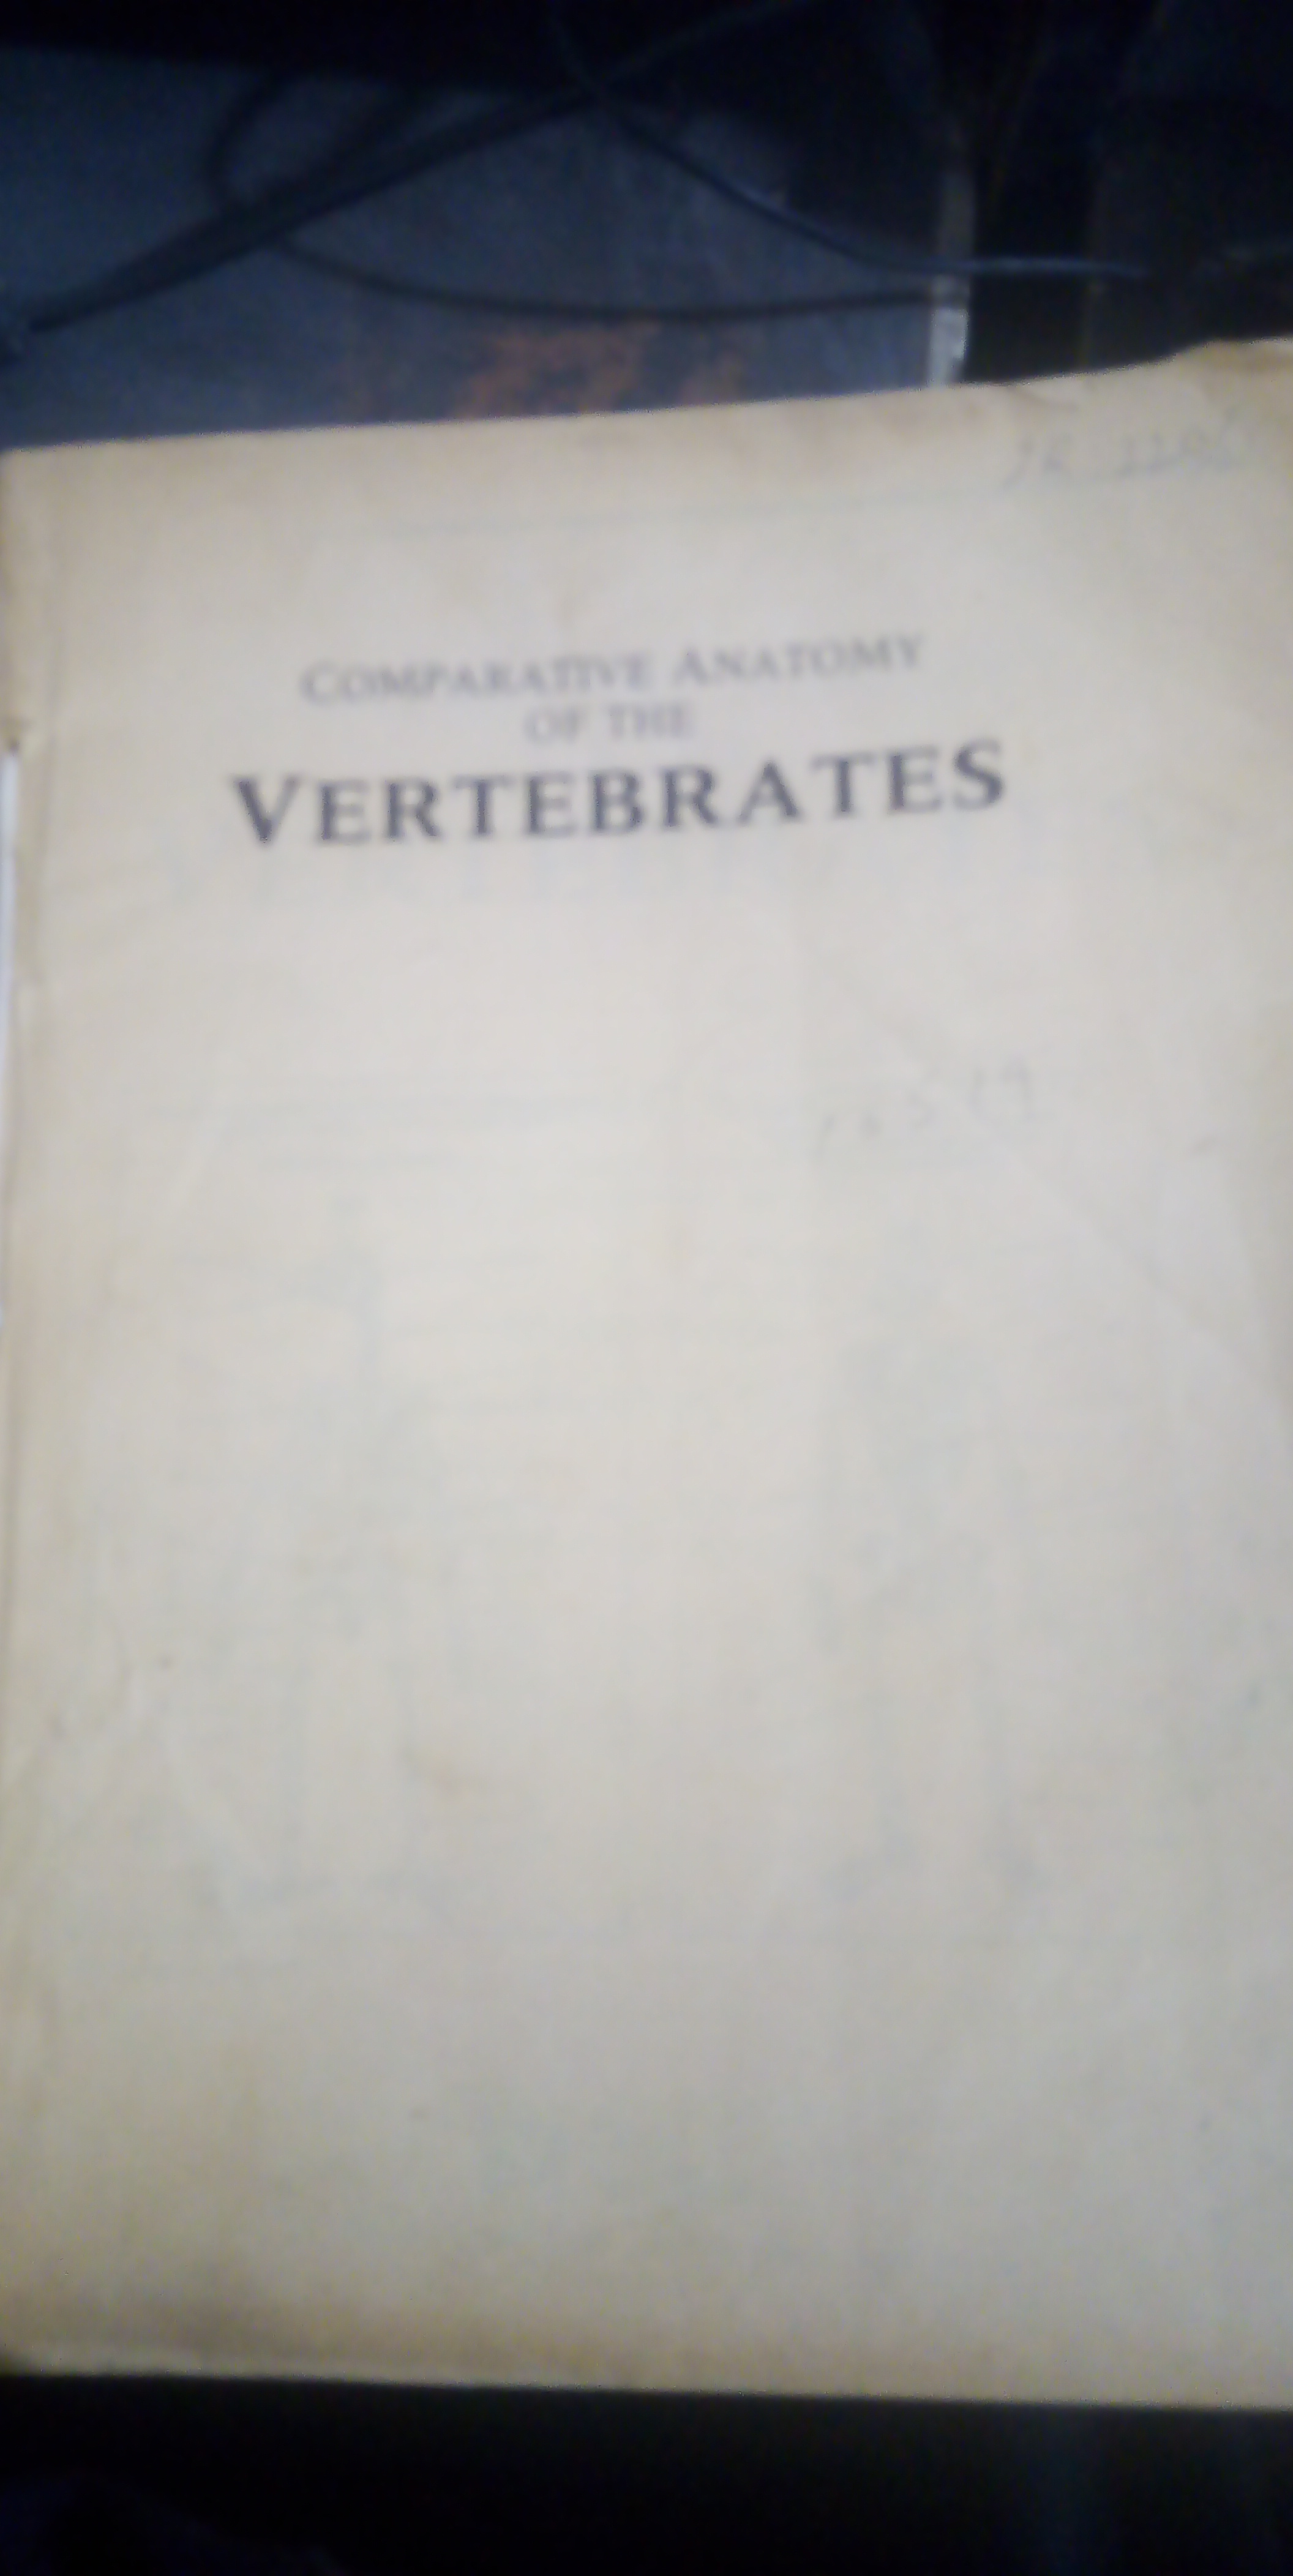 COMPARATIVE ANATOMY
OF THE
VERTEBRATES